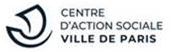 CENTRE
D'ACTION SOCIALE
VILLE DE PARIS